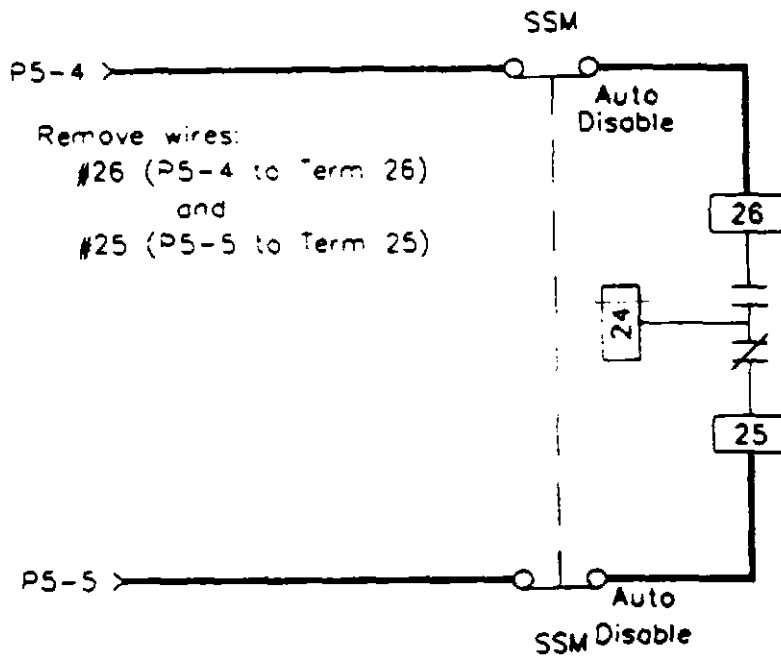 SSM
P5-4
Auto
Disable
Remove wires:
#26 (P5-4 to Term 26)
and
#25 (P5-5 to Term 25)
26
24
25
P5-5
Auto
SSM Disable